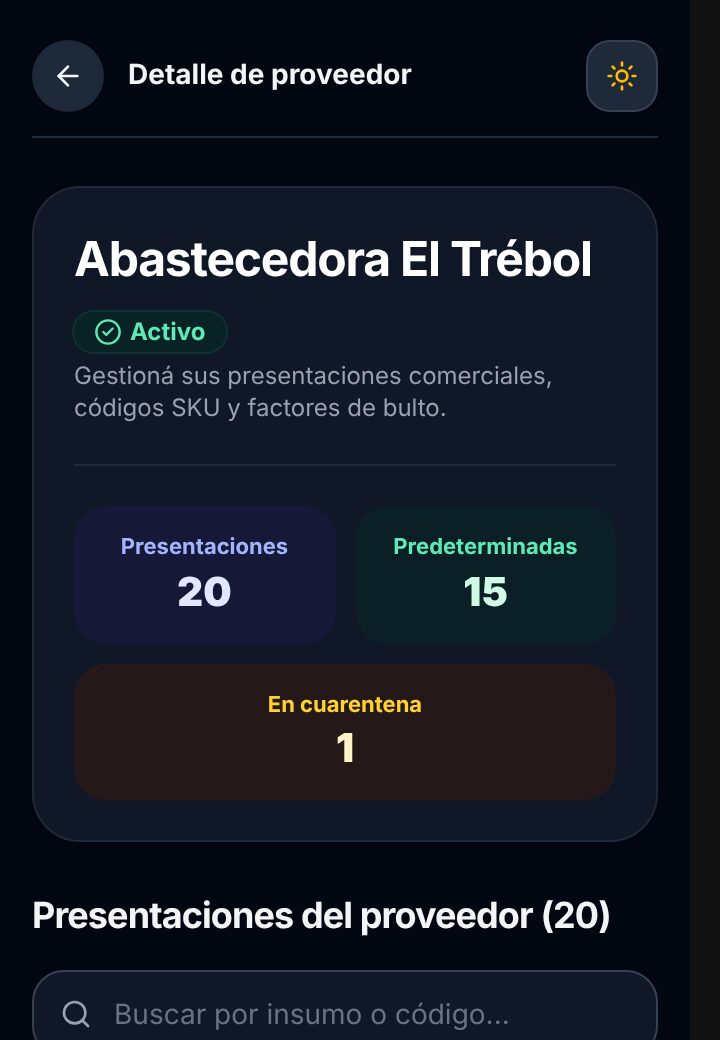 Detalle de proveedor
Abastecedora El Trébol
Activo
Gestioná sus presentaciones comerciales,
códigos SKU y factores de bulto.
Presentaciones
20
Predeterminadas
15
En cuarentena
1
Presentaciones del proveedor (20)
Buscar por insumo o código...